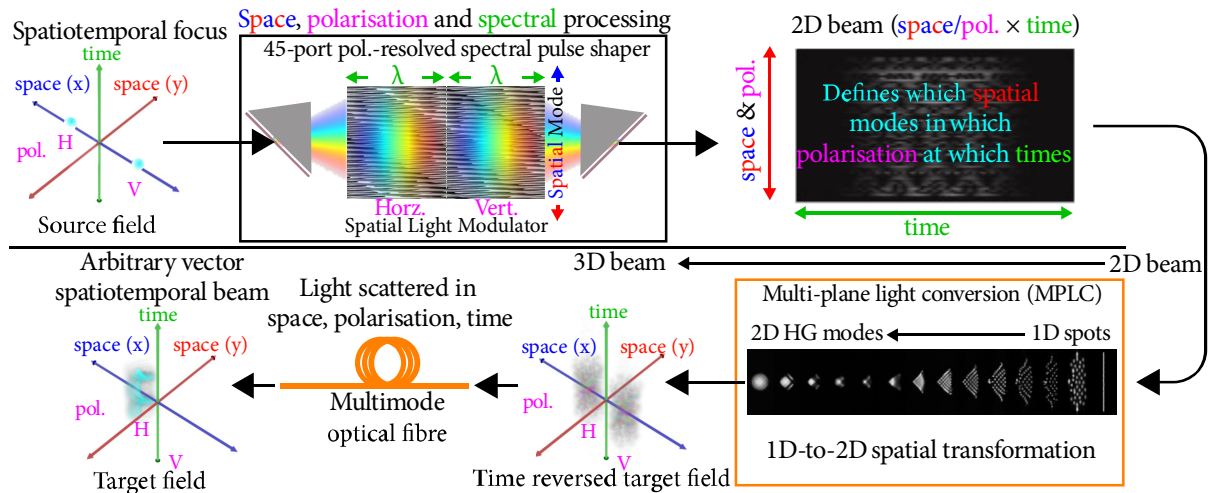 Space, polarisation and spectral processing
Spatiotemporal focus
time
space (x)
space (y)
pol.
H
V
Source field
45-port pol.-resolved spectral pulse shaper
λ
λ
Spatial Mode
Horz.
Vert.
Spatial Light Modulator
2D beam (space/pol. × time)
space & pol.
Defines which spatial
modes in which
polarisation at which times
time
Arbitrary vector
spatiotemporal beam
time
space (x)
space (y)
pol.
H
V
Target field
Light scattered in
space, polarisation, time
Multimode
optical fibre
3D beam
2D beam
time
space (x)
space (y)
pol.
H
V
Time reversed target field
Multi-plane light conversion (MPLC)
2D HG modes
1D spots
1D-to-2D spatial transformation